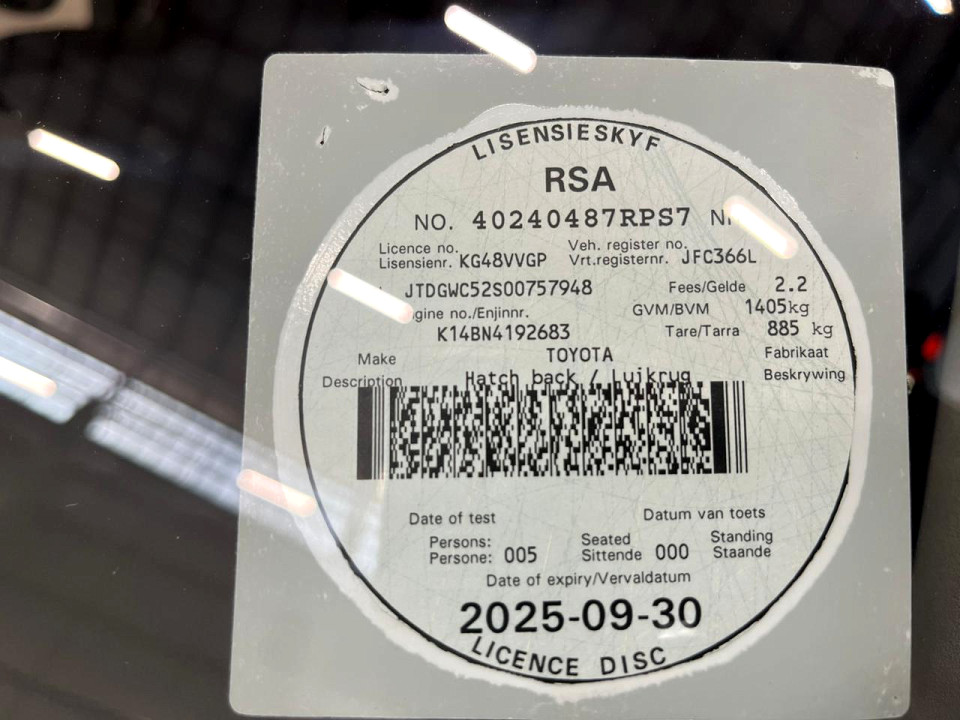 LISENSIESKYF
RSA
NO. 40240487RPS7
Licence no. Veh. register no.
Lisensienr. KG48VVGP Vrt.registernr. JFC366L
JTDGWC52S00757948 Fees/Gelde 2.2
no./Enjinnr. GVM/BVM 1405kg
K14BN4192683 Tare/Tarra 885 kg
Make TOYOTA Fabrikaat
Description Hatch back / Luikrug Beskrywing
Date of test Datum van toets
Persons: Seated Standing
Persone: 005 Sittende 000 Staande
Date of expiry/Vervaldatum
2025-09-30
LICENCE DISC